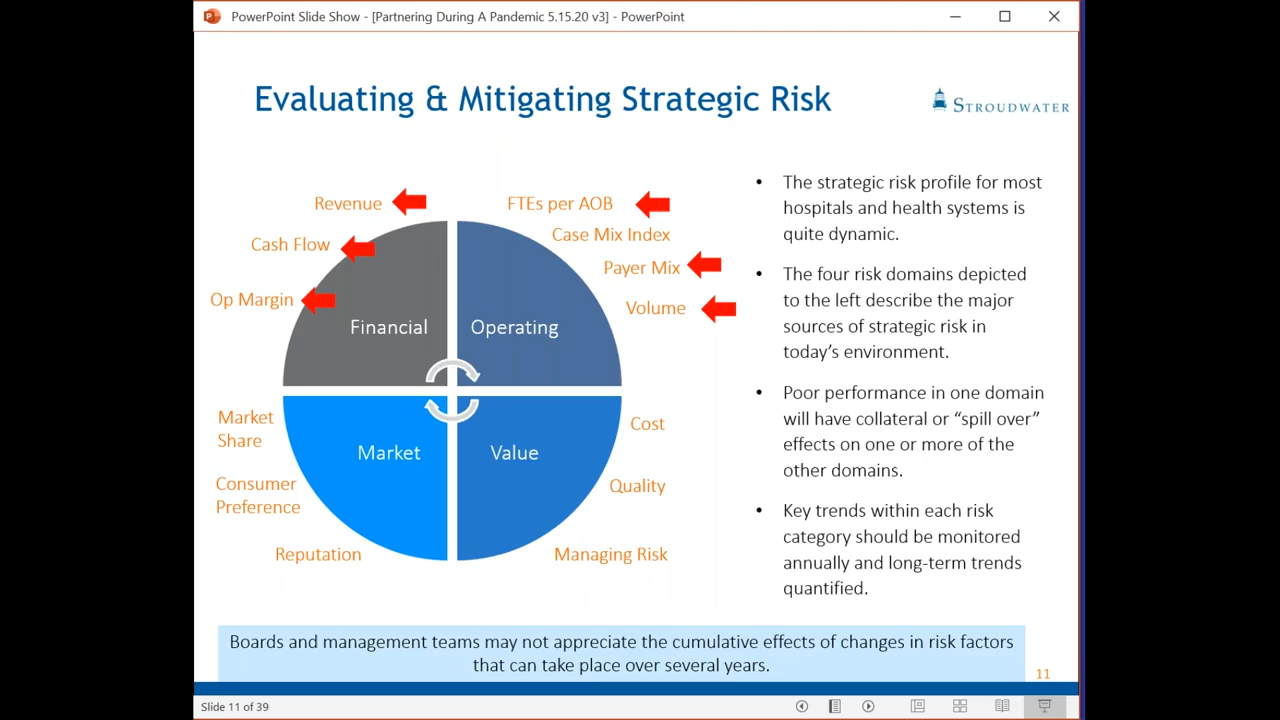 PowerPoint Slide Show - [Partnering During A Pandemic 5.15.20 v3] - PowerPoint
Evaluating & Mitigating Strategic Risk
STROUDWATER
Revenue
Cash Flow
Op Margin
FTEs per AOB
Case Mix Index
Payer Mix
Volume
Financial
Operating
Market
Value
Market
Share
Consumer
Preference
Reputation
Cost
Quality
Managing Risk
• The strategic risk profile for most
hospitals and health systems is
quite dynamic.
• The four risk domains depicted
to the left describe the major
sources of strategic risk in
today’s environment.
• Poor performance in one domain
will have collateral or “spill over”
effects on one or more of the
other domains.
• Key trends within each risk
category should be monitored
annually and long-term trends
quantified.
Boards and management teams may not appreciate the cumulative effects of changes in risk factors
that can take place over several years.
11
Slide 11 of 39